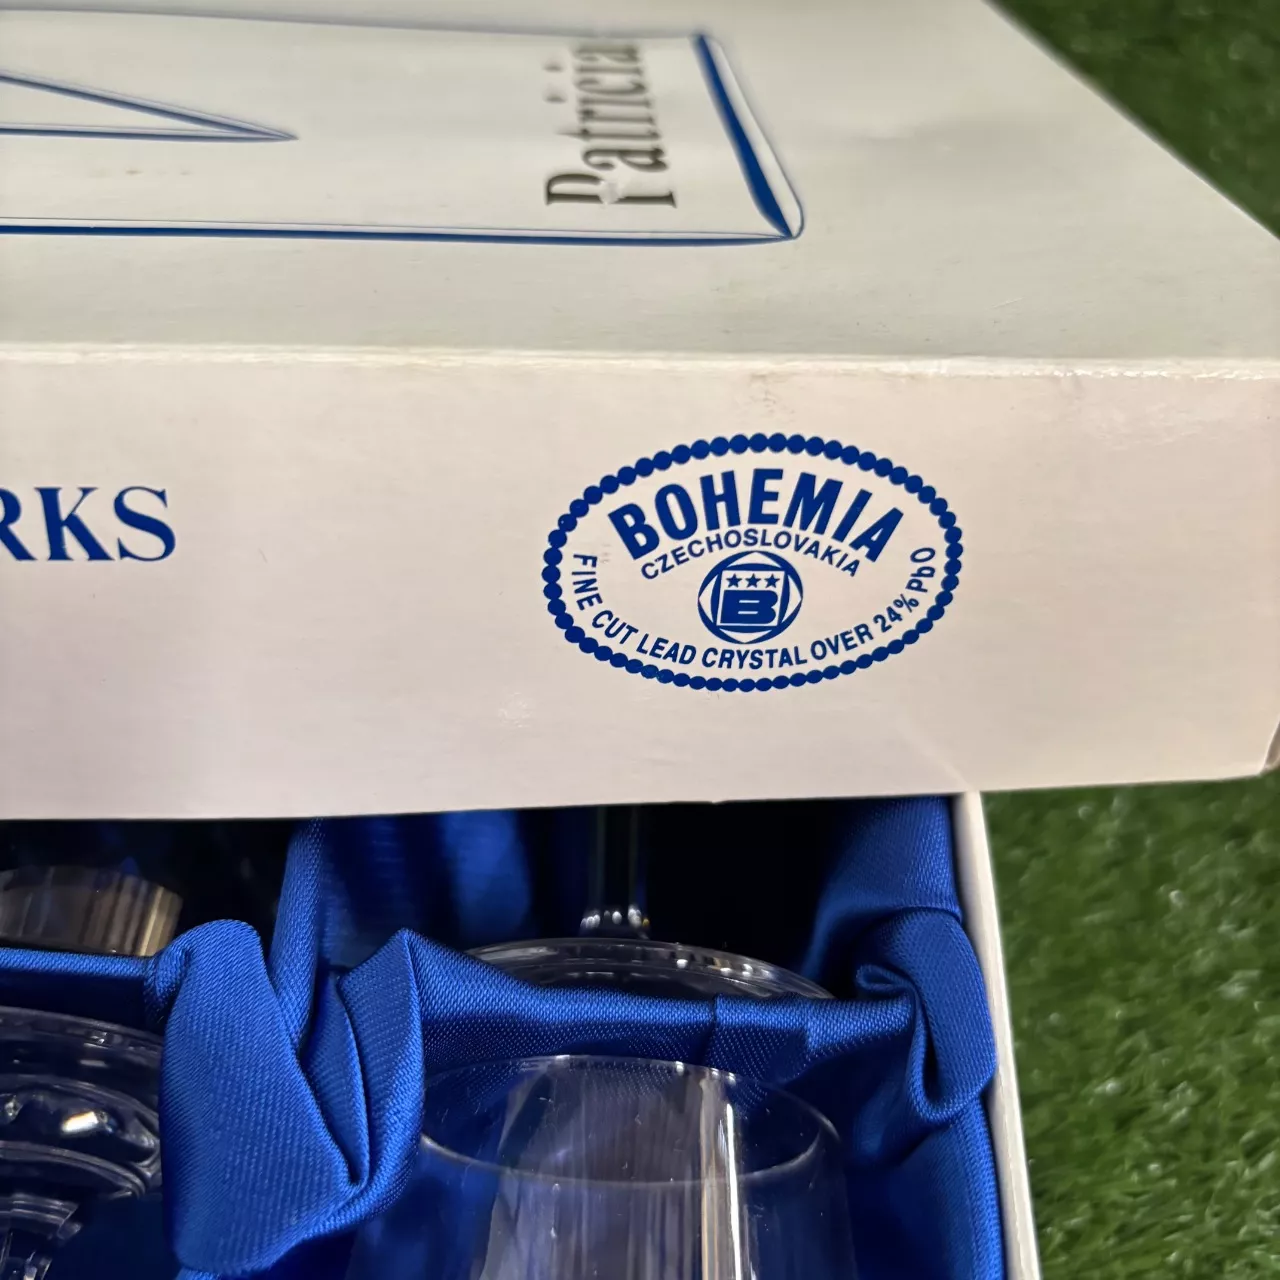 Patricia
RKS
BOHEMIA
CZECHOSLOVAKIA
B
FINE CUT LEAD CRYSTAL OVER 24% PbO